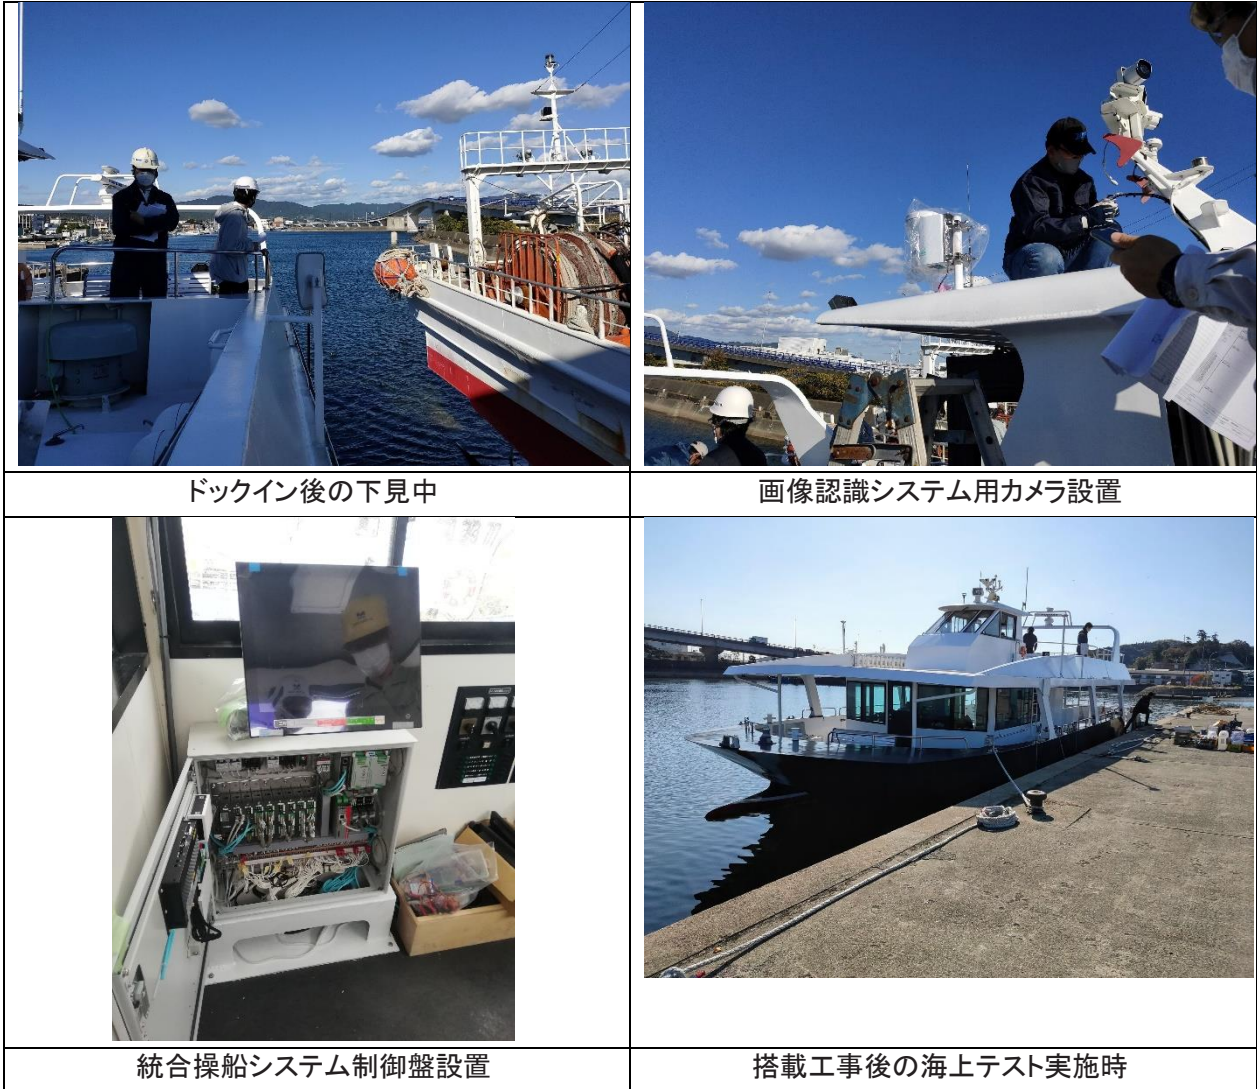 ドックイン後の下見中
画像認識システム用カメラ設置
統合操船システム制御盤設置
搭載工事後の海上テスト実施時